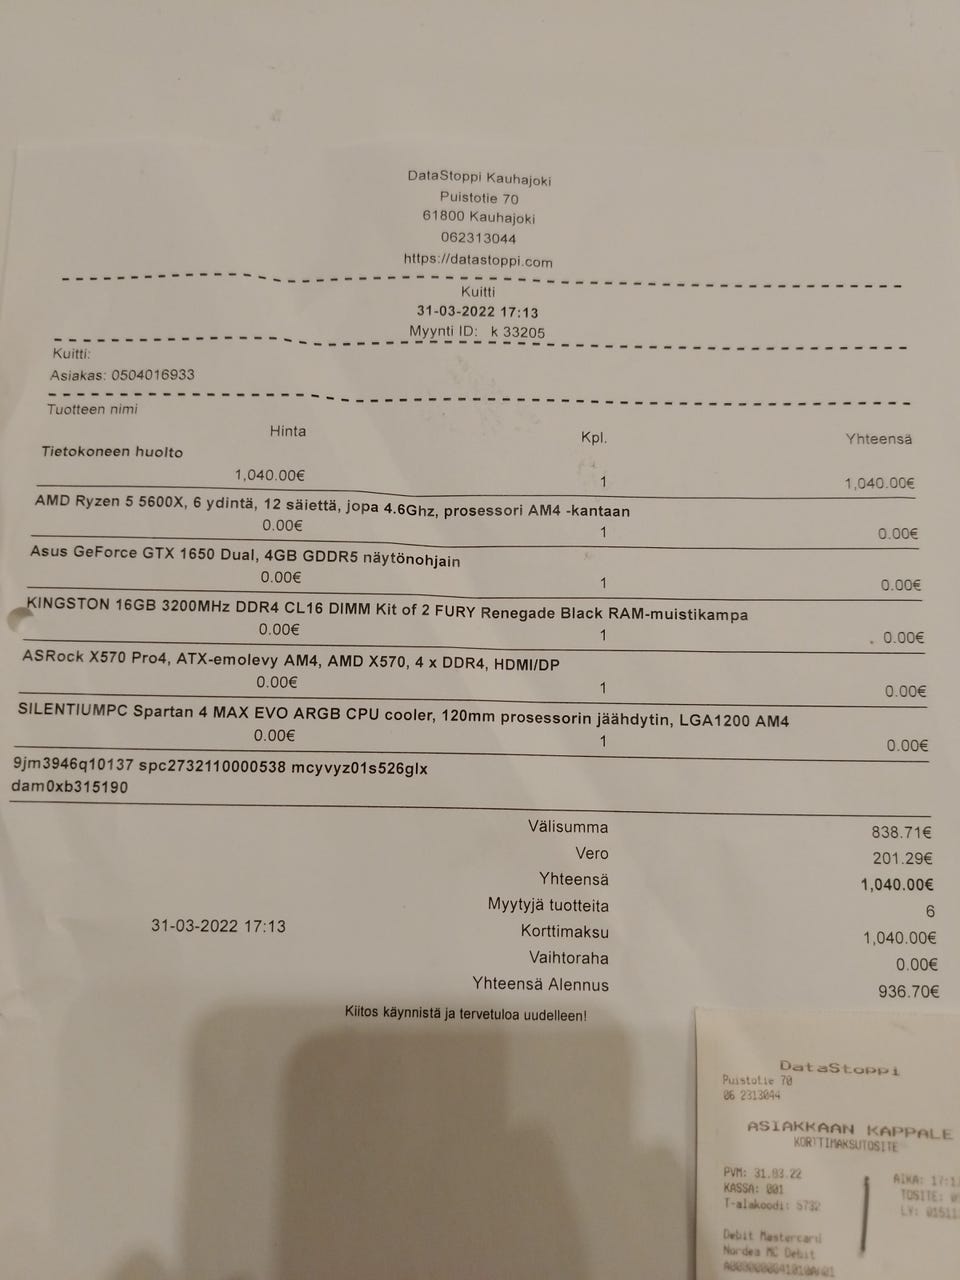 DataStoppi Kauhajoki
Puistotie 70
61800 Kauhajoki
062313044
https://datastoppi.com
Kuitti
31-03-2022 17:13
Myynti ID: k 33205
Kuitti:
Asiakas: 0504016933
Tuotteen nimi
Hinta Kpl. Yhteensä
Tietokoneen huolto
1,040.00€ 1 1,040.00€
AMD Ryzen 5 5600X, 6 ydintä, 12 säiettä, jopa 4.6Ghz, prosessori AM4 -kantaan
0.00€ 1 0.00€
Asus GeForce GTX 1650 Dual, 4GB GDDR5 näytönohjain
0.00€ 1 0.00€
KINGSTON 16GB 3200MHz DDR4 CL16 DIMM Kit of 2 FURY Renegade Black RAM-muistikampa
0.00€ 1 0.00€
ASRock X570 Pro4, ATX-emolevy AM4, AMD X570, 4 x DDR4, HDMI/DP
0.00€ 1 0.00€
SILENTIUMPC Spartan 4 MAX EVO ARGB CPU cooler, 120mm prosessorin jäähdytin, LGA1200 AM4
0.00€ 1 0.00€
9jm3946q10137 spc2732110000538 mcyvyz01s526glx
dam0xb315190
Välisumma 838.71€
Vero 201.29€
Yhteensä 1,040.00€
Myytyjä tuotteita 6
31-03-2022 17:13 Korttimaksu 1,040.00€
Vaihtoraha 0.00€
Yhteensä Alennus 936.70€
Kiitos käynnistä ja tervetuloa uudelleen!
DataStoppi
Puistotie 70
06 2313044
ASIAKKAAN KAPPALE
KORTTIMAKSUTOSITE
PVM: 31.03.22 AIKA: 17:1
KASSA: 001 TOSITE:
T-alakoodi: 5732 LY: 01511
Debit Mastercard
Nordea MC Debit